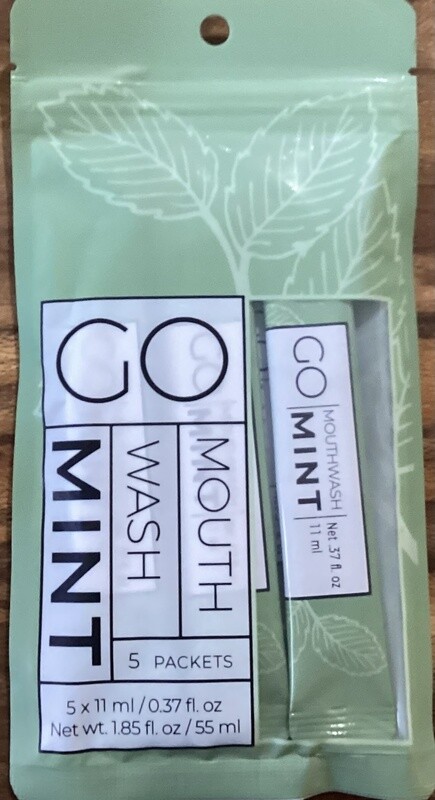 GO
MOUTH
WASH
MINT
5 PACKETS
5 x 11 ml / 0.37 fl. oz
Net wt. 1.85 fl. oz / 55 ml
GO
MOUTHWASH
MINT
Net .37 fl. oz
11 ml